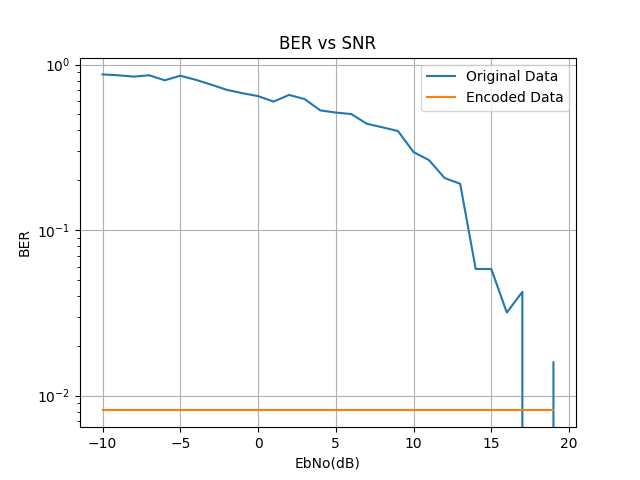 BER vs SNR
Original Data
Encoded Data
10⁰
10⁻¹
10⁻²
BER
−10
−5
0
5
10
15
20
EbNo(dB)